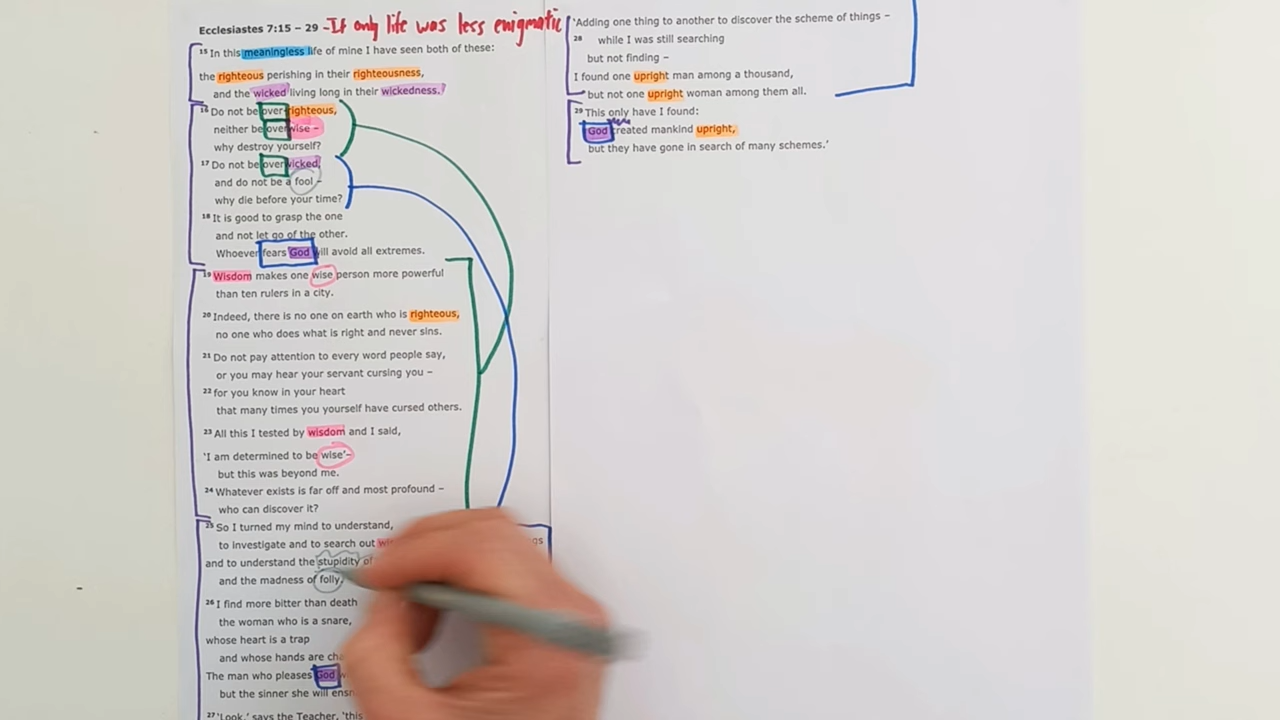 Ecclesiastes 7:15 – 29 - If only life was less enigmatic
15 In this meaningless life of mine I have seen both of these:
the righteous perishing in their righteousness,
and the wicked living long in their wickedness.
16 Do not be over-righteous,
neither be overwise –
why destroy yourself?
17 Do not be overwicked,
and do not be a fool –
why die before your time?
18 It is good to grasp the one
and not let go of the other.
Whoever fears God will avoid all extremes.
19 Wisdom makes one wise person more powerful
than ten rulers in a city.
20 Indeed, there is no one on earth who is righteous,
no one who does what is right and never sins.
21 Do not pay attention to every word people say,
or you may hear your servant cursing you –
22 for you know in your heart
that many times you yourself have cursed others.
23 All this I tested by wisdom and I said,
'I am determined to be wise' –
but this was beyond me.
24 Whatever exists is far off and most profound –
who can discover it?
25 So I turned my mind to understand,
to investigate and to search out
and to understand the stupidity of
and the madness of folly.
26 I find more bitter than death
the woman who is a snare,
whose heart is a trap
and whose hands are
The man who pleases God
but the sinner she will
27 'Look,' says the Teacher, 'this
'Adding one thing to another to discover the scheme of things –
28 while I was still searching
but not finding –
I found one upright man among a thousand,
but not one upright woman among them all.
29 This only have I found:
God created mankind upright,
but they have gone in search of many schemes.'